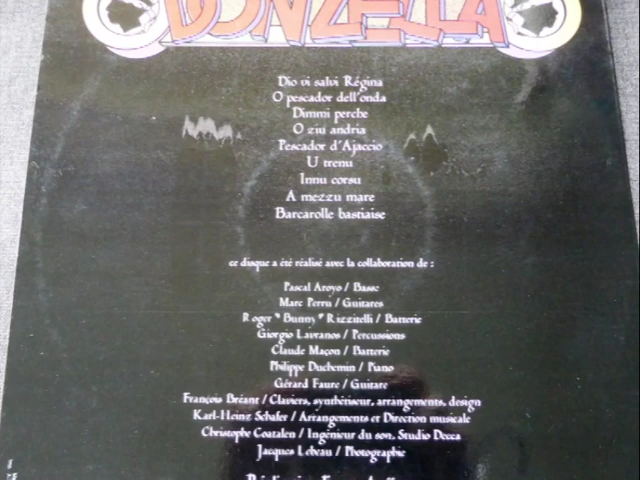 DONZELLA
Dio vi salvi Régina
O pescador dell'onda
Dimmi perche
O ziu andria
Pescador d'Ajaccio
U trenu
Innu corsu
A mezzu mare
Barcarolle bastiaise
ce disque a été réalisé avec la collaboration de :
Pascal Aroyo / Basse
Marc Perru / Guitares
Roger "Bunny" Rizzitelli / Batterie
Giorgio Lavranos / Percussions
Claude Maçon / Batterie
Philippe Duchemin / Piano
Gérard Faure / Guitare
François Bréant / Claviers, synthétiseur, arrangements, design
Karl-Heinz Schafer / Arrangements et Direction musicale
Christophe Coatalen / Ingénieur du son, Studio Decca
Jacques Lebeau / Photographie